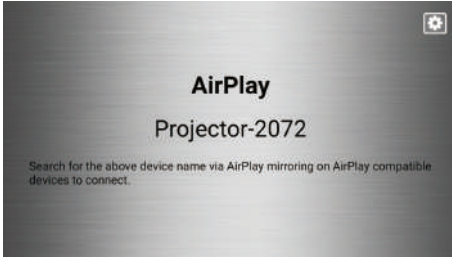 AirPlay
Projector-2072
Search for the above device name via AirPlay mirroring on AirPlay compatible
devices to connect.